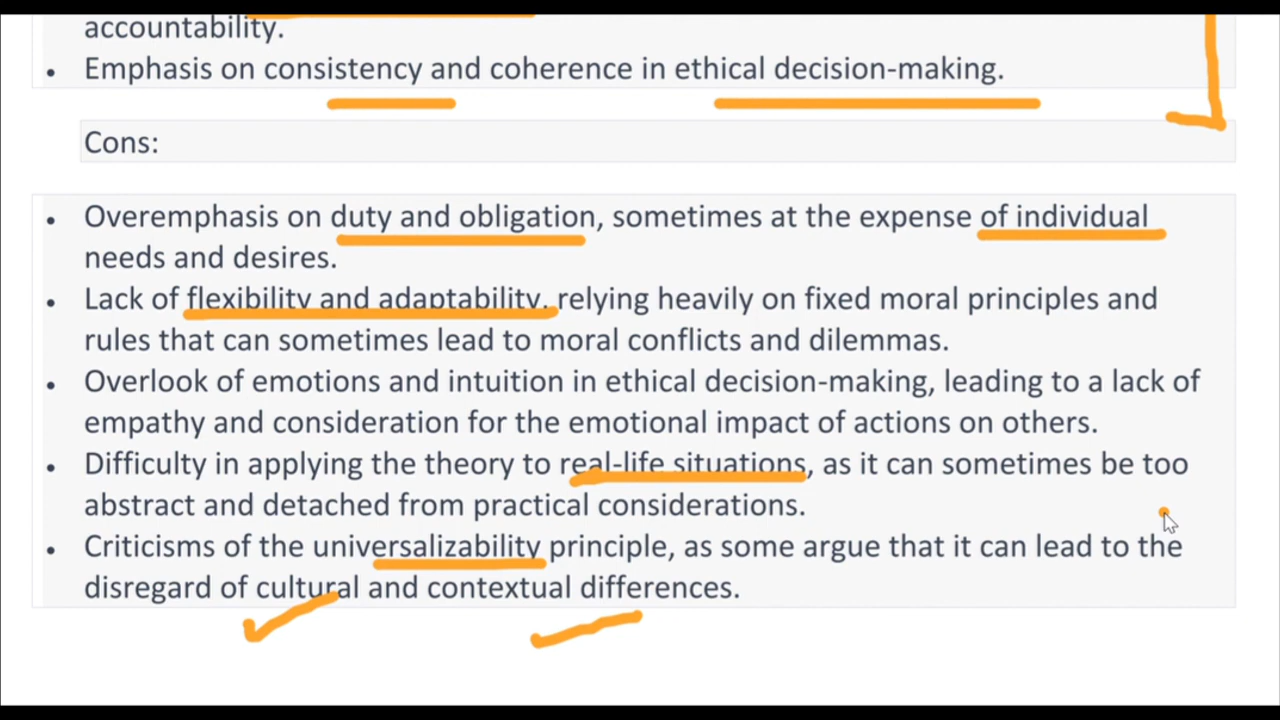 accountability.
• Emphasis on consistency and coherence in ethical decision-making.
Cons:
• Overemphasis on duty and obligation, sometimes at the expense of individual
needs and desires.
• Lack of flexibility and adaptability, relying heavily on fixed moral principles and
rules that can sometimes lead to moral conflicts and dilemmas.
• Overlook of emotions and intuition in ethical decision-making, leading to a lack of
empathy and consideration for the emotional impact of actions on others.
• Difficulty in applying the theory to real-life situations, as it can sometimes be too
abstract and detached from practical considerations.
• Criticisms of the universalizability principle, as some argue that it can lead to the
disregard of cultural and contextual differences.